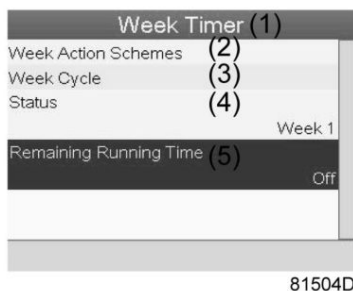 Week Timer (1)
Week Action Schemes (2)
Week Cycle (3)
Status (4)
Week 1
Remaining Running Time (5)
Off
81504D